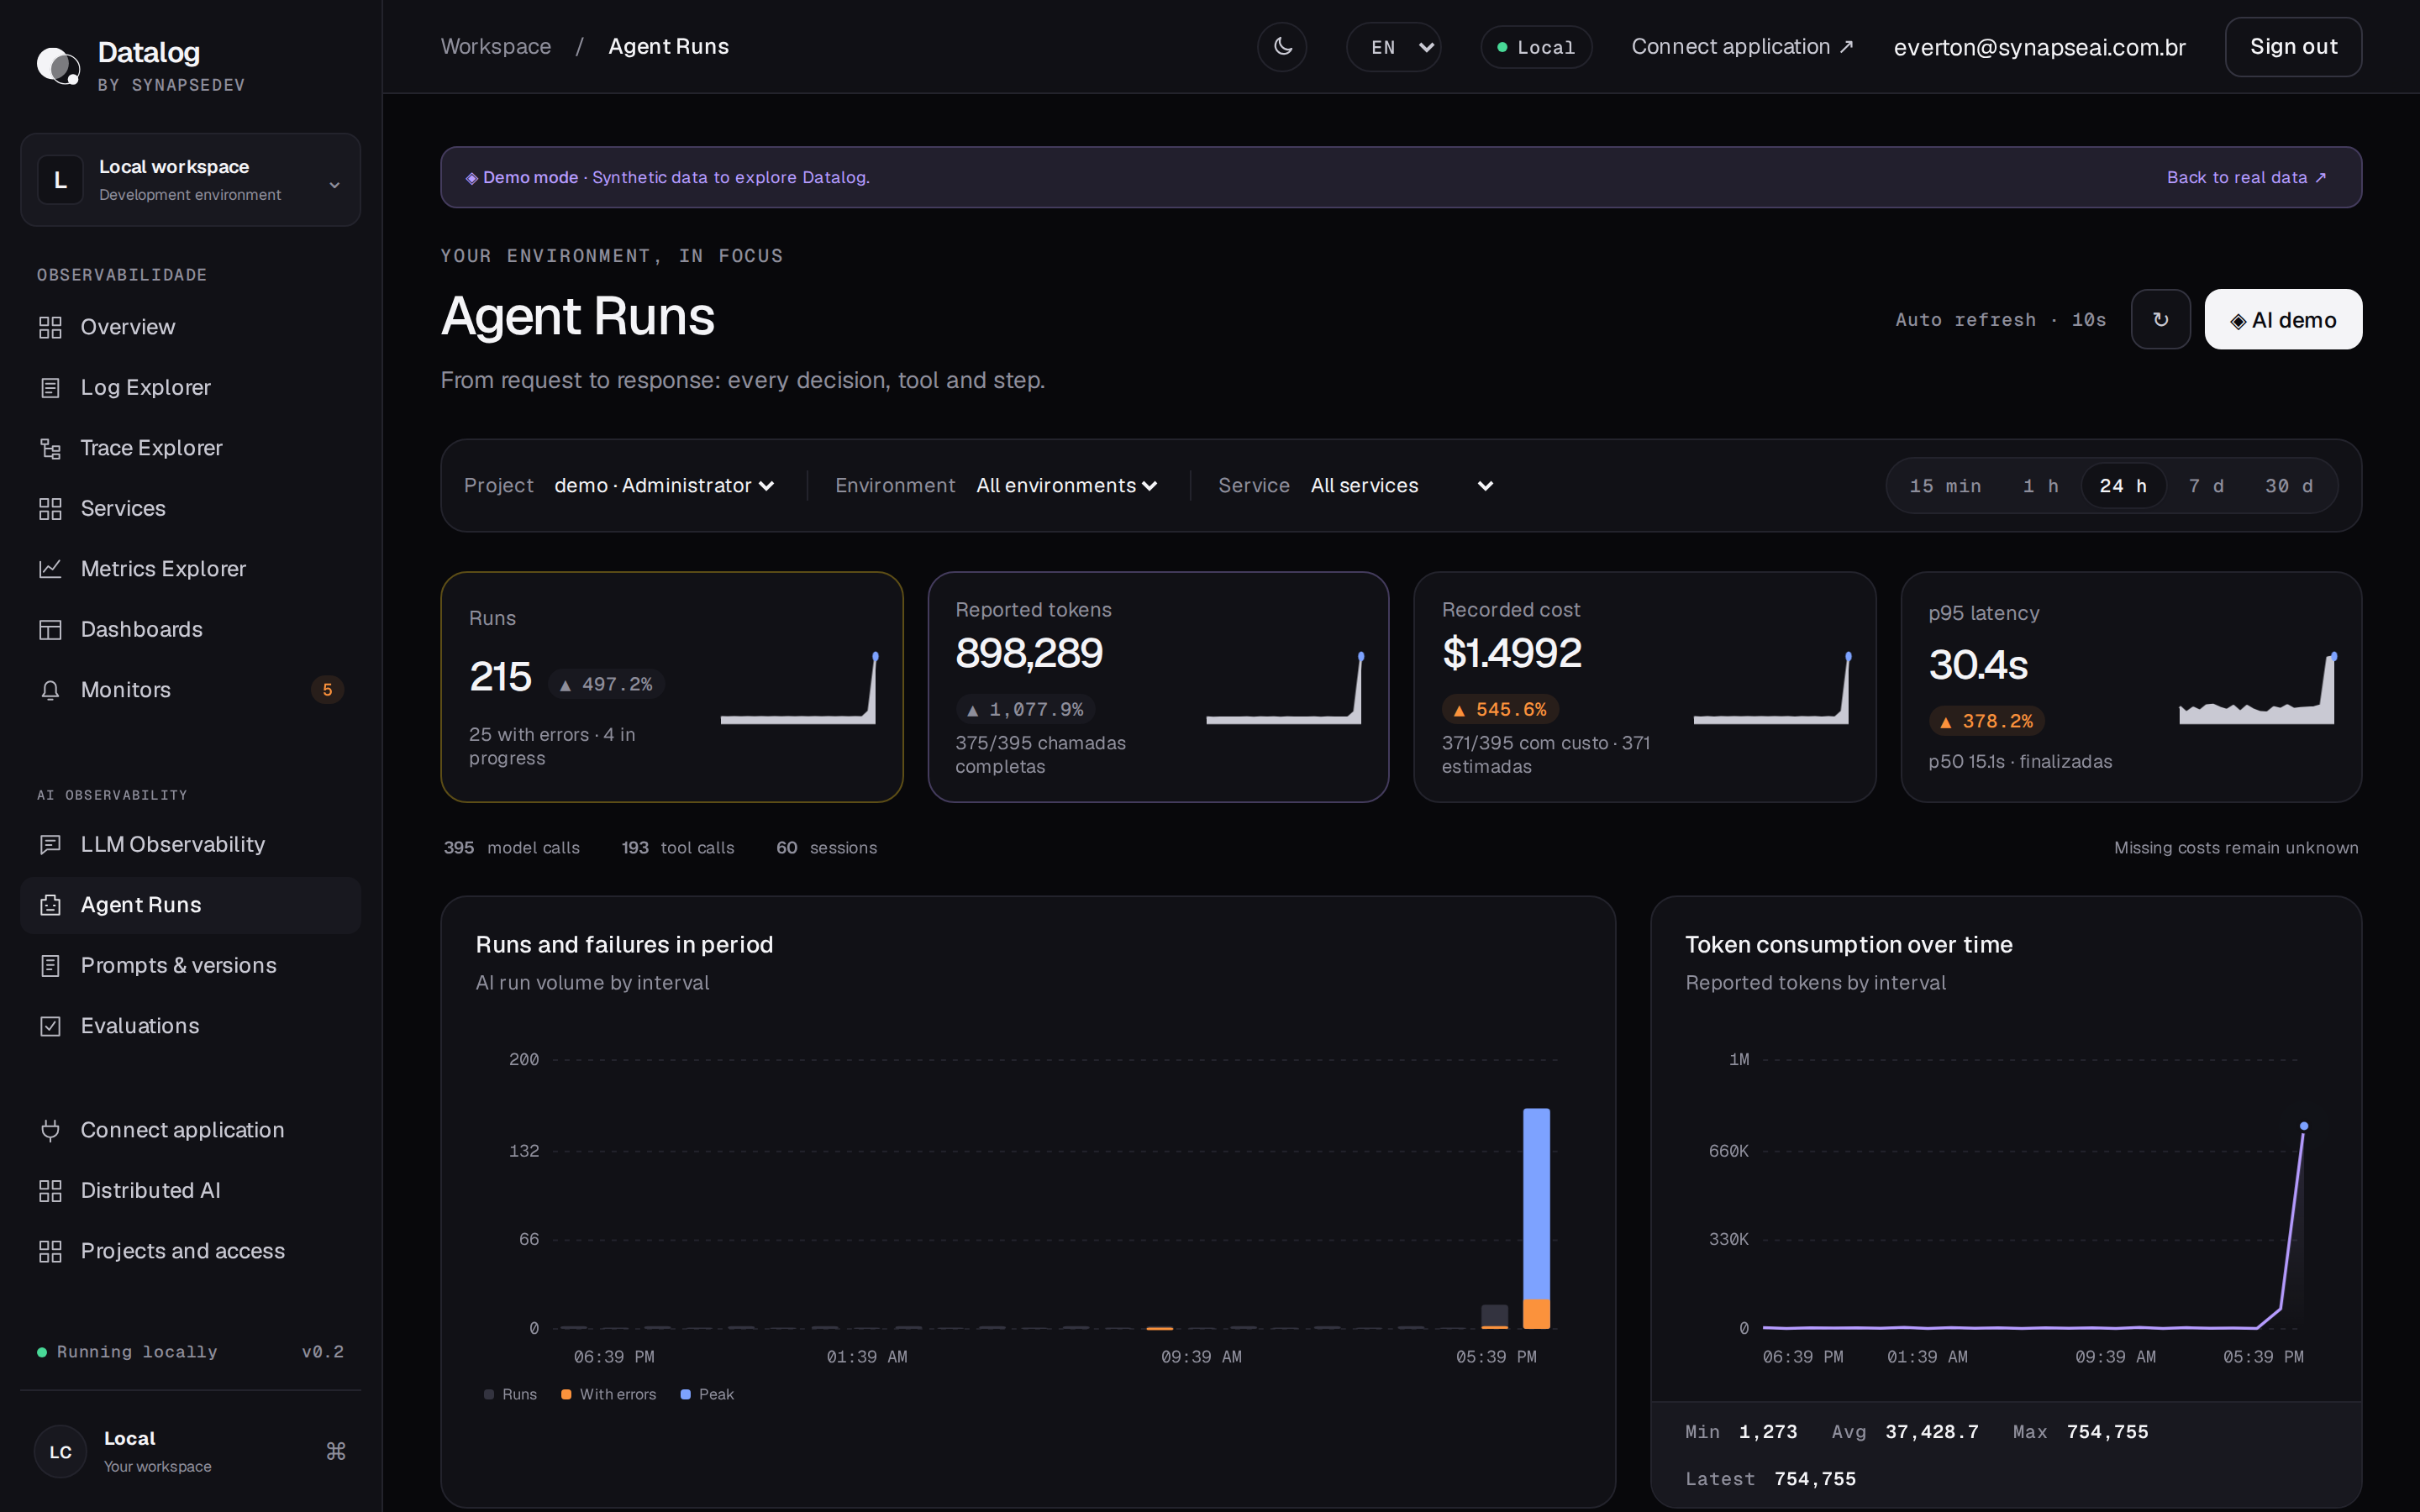 Datalog
BY SYNAPSEDEV
L
Local workspace
Development environment
OBSERVABILIDADE
Overview
Log Explorer
Trace Explorer
Services
Metrics Explorer
Dashboards
Monitors 5
AI OBSERVABILITY
LLM Observability
Agent Runs
Prompts & versions
Evaluations
Connect application
Distributed AI
Projects and access
Running locally v0.2
LC
Local
Your workspace
⌘
Workspace / Agent Runs
EN
Local
Connect application ↗
everton@synapseai.com.br
Sign out
◈ Demo mode · Synthetic data to explore Datalog.
Back to real data ↗
YOUR ENVIRONMENT, IN FOCUS
Agent Runs
From request to response: every decision, tool and step.
Auto refresh · 10s
↻
◈ AI demo
Project demo · Administrator
Environment All environments
Service All services
15 min 1 h 24 h 7 d 30 d
Runs
215 ▲ 497.2%
25 with errors · 4 in
progress
Reported tokens
898,289
▲ 1,077.9%
375/395 chamadas
completas
Recorded cost
$1.4992
▲ 545.6%
371/395 com custo · 371
estimadas
p95 latency
30.4s
▲ 378.2%
p50 15.1s · finalizadas
395 model calls 193 tool calls 60 sessions
Missing costs remain unknown
Runs and failures in period
AI run volume by interval
200
132
66
0
06:39 PM 01:39 AM 09:39 AM 05:39 PM
Runs With errors Peak
Token consumption over time
Reported tokens by interval
1M
660K
330K
0
06:39 PM 01:39 AM 09:39 AM 05:39 PM
Min 1,273 Avg 37,428.7 Max 754,755
Latest 754,755